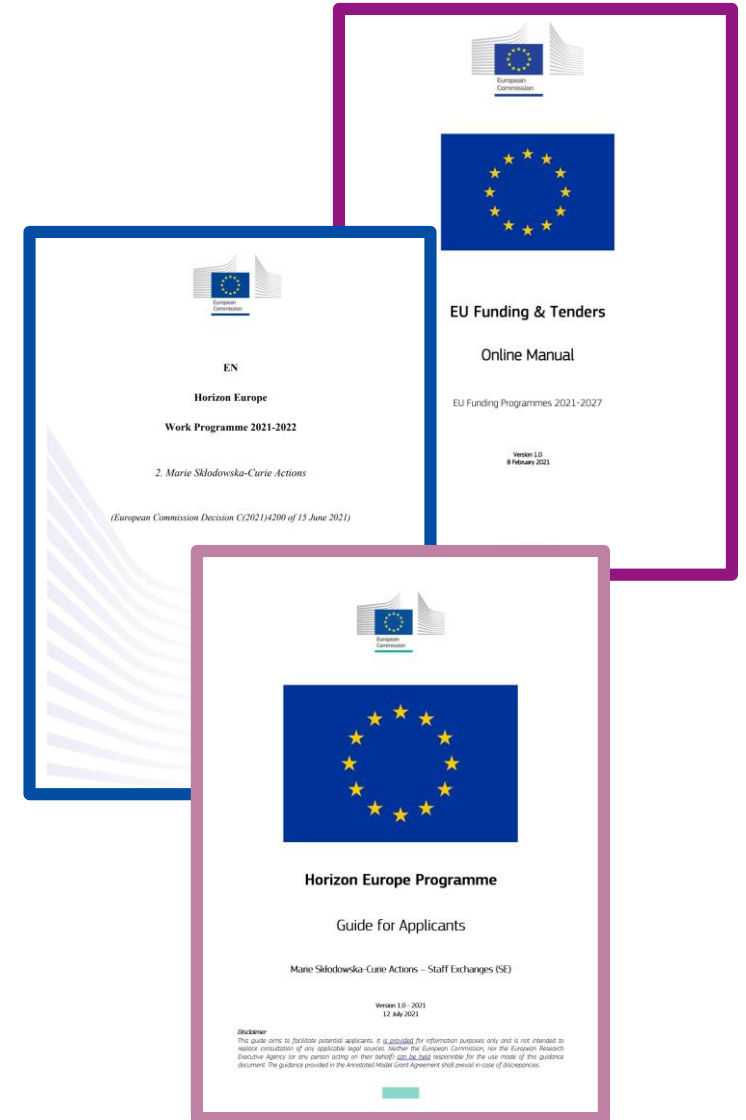 European
Commission
EU Funding & Tenders
Online Manual
EU Funding Programmes 2021-2027
Version 1.0
8 February 2021
European
Commission
EN
Horizon Europe
Work Programme 2021-2022
2. Marie Skłodowska-Curie Actions
(European Commission Decision C(2021)4200 of 15 June 2021)
European
Commission
Horizon Europe Programme
Guide for Applicants
Marie Skłodowska-Curie Actions – Staff Exchanges (SE)
Version 1.0 – 2021
12 July 2021
Disclaimer
This guide aims to facilitate potential applicants. It is provided for information purposes only and is not intended to
replace consultation of any applicable legal sources. Neither the European Commission, nor the European Research
Executive Agency (or any person acting on their behalf) can be held responsible for the use made of this guidance
document. The guidance provided in the Annotated Model Grant Agreement shall prevail in case of discrepancies.